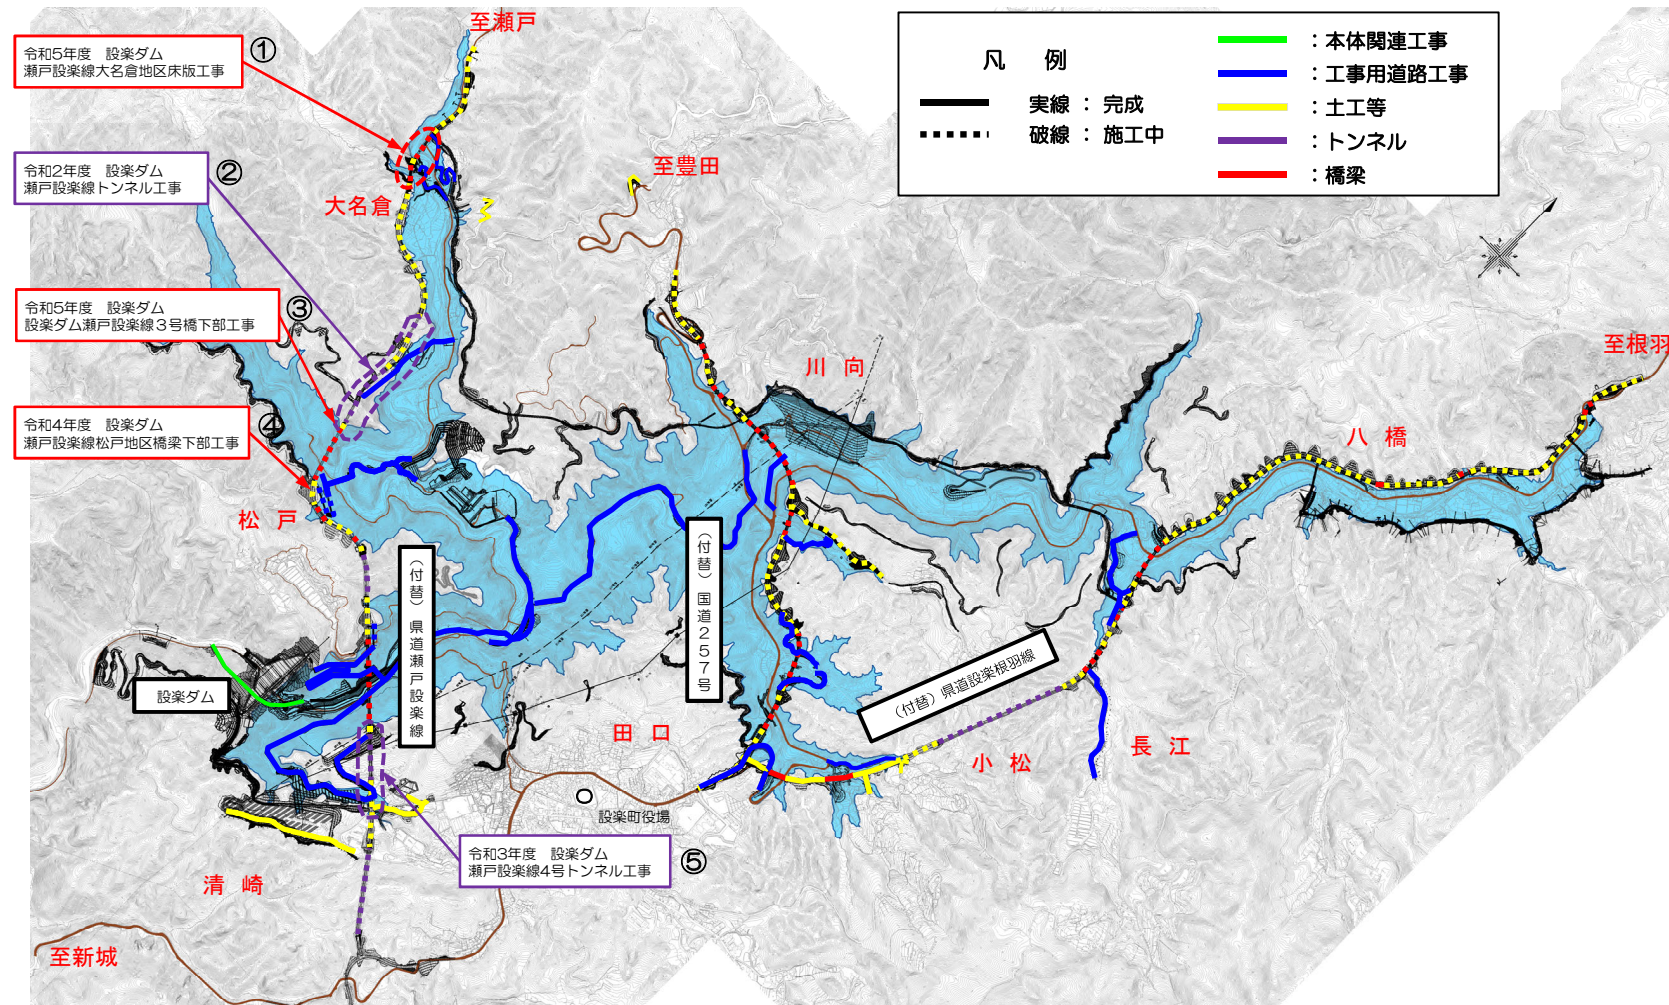 至瀬戸
令和5年度　設楽ダム
瀬戸設楽線大名倉地区床版工事
①
凡　例
実線 ： 完成
破線 ： 施工中
：本体関連工事
：工事用道路工事
：土工等
：トンネル
：橋梁
令和2年度　設楽ダム
瀬戸設楽線トンネル工事
②
至豊田
大名倉
令和5年度　設楽ダム
設楽ダム瀬戸設楽線３号橋下部工事
③
川 向
至根羽
令和4年度　設楽ダム
瀬戸設楽線松戸地区橋梁下部工事
④
八 橋
松 戸
（付替）県道瀬戸設楽線
（付替）国道２５７号
（付替）県道設楽根羽線
設楽ダム
田 口
小 松
長 江
設楽町役場
令和3年度　設楽ダム
瀬戸設楽線4号トンネル工事
⑤
清 崎
至新城